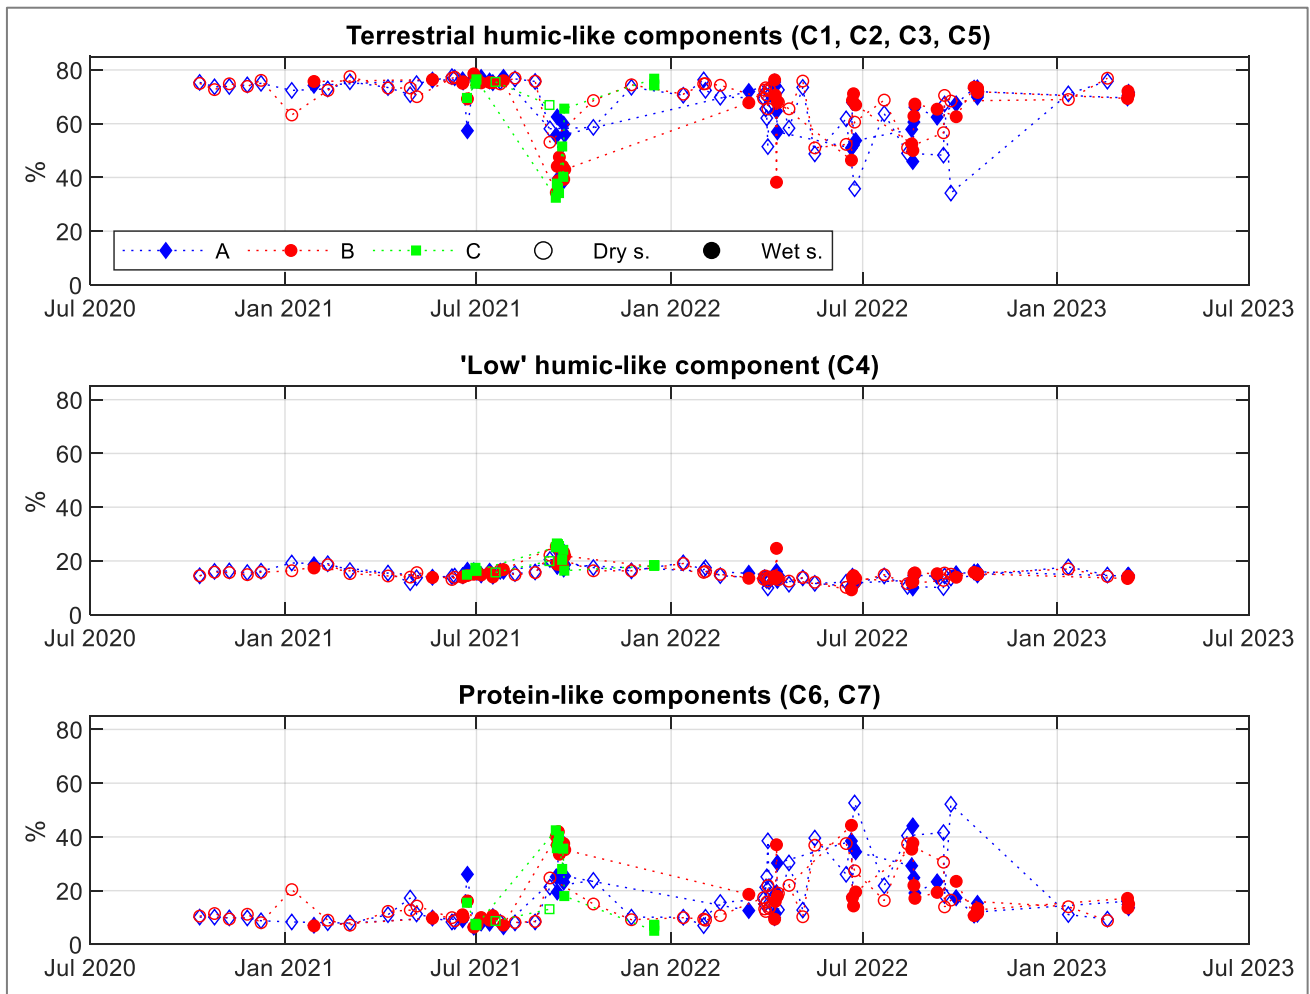 Terrestrial humic-like components (C1, C2, C3, C5)
80
60
40
20
0
%
A B C Dry s. Wet s.
Jul 2020 Jan 2021 Jul 2021 Jan 2022 Jul 2022 Jan 2023 Jul 2023
'Low' humic-like component (C4)
80
60
40
20
0
%
Jul 2020 Jan 2021 Jul 2021 Jan 2022 Jul 2022 Jan 2023 Jul 2023
Protein-like components (C6, C7)
80
60
40
20
0
%
Jul 2020 Jan 2021 Jul 2021 Jan 2022 Jul 2022 Jan 2023 Jul 2023